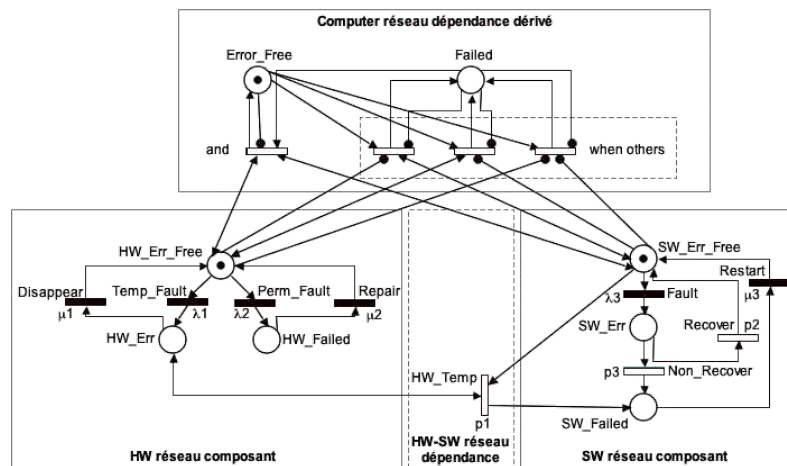 Computer réseau dépendance dérivé
Error_Free
Failed
and
when others
HW_Err_Free
SW_Err_Free
Disappear
Temp_Fault
Perm_Fault
Repair
μ1
λ1
λ2
μ2
HW_Err
HW_Failed
Restart
μ3
λ3
Fault
SW_Err
Recover
p2
p3
Non_Recover
HW_Temp
p1
SW_Failed
HW réseau composant
HW-SW réseau
dépendance
SW réseau composant